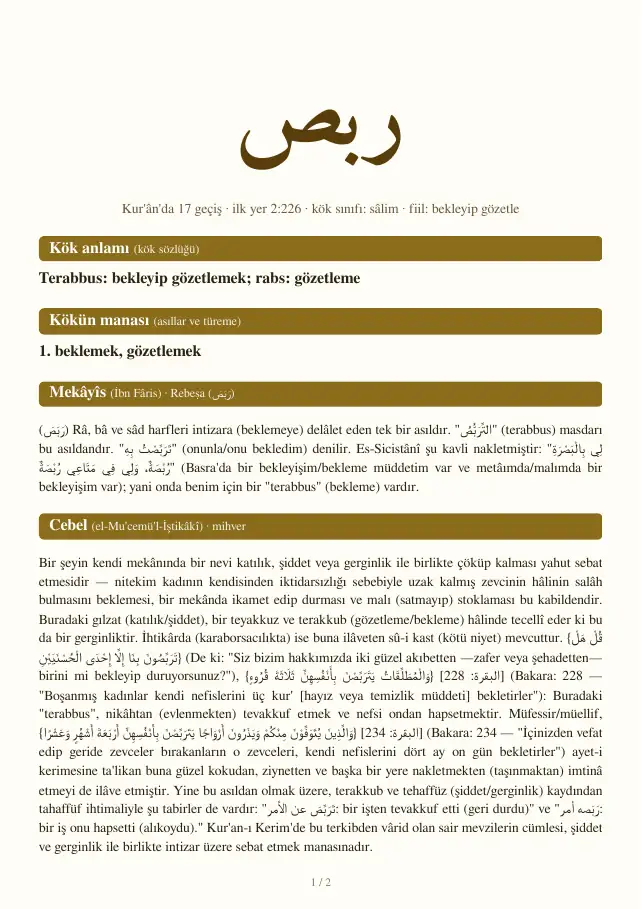 ربص
Kur'ân'da 17 geçiş · ilk yer 2:226 · kök sınıfı: sâlim · fiil: bekleyip gözetle
Kök anlamı (kök sözlüğü)
Terabbus: bekleyip gözetlemek; rabs: gözetleme
Kökün manası (asıllar ve türeme)
1. beklemek, gözetlemek
Mekâyîs (İbn Fâris) · Rebeṣa (رَبَصَ)
(رَبَصَ) Râ, bâ ve sâd harfleri intizara (beklemeye) delâlet eden tek bir asıldır. "التَّرَبُّصُ" (terabbus) masdarı
bu asıldandır. "تَرَبَّصْتُ بِهِ" (onunla/onu bekledim) denilir. Es-Sicistânî şu kavli nakletmiştir: "لِي بِالْبَصْرَةِ
رُبْصَةٌ، وَلِي فِي مَتَاعِي رُبْصَةٌ" (Basra'da bir bekleyişim/bekleme müddetim var ve metâımda/malımda bir
bekleyişim var); yani onda benim için bir "terabbus" (bekleme) vardır.
Cebel (el-Mu'cemü'l-İştikâkî) · mihver
Bir şeyin kendi mekânında bir nevi katılık, şiddet veya gerginlik ile birlikte çöküp kalması yahut sebat
etmesidir — nitekim kadının kendisinden iktidarsızlığı sebebiyle uzak kalmış zevcinin hâlinin salâh
bulmasını beklemesi, bir mekânda ikamet edip durması ve malı (satmayıp) stoklaması bu kabildendir.
Buradaki gılzat (katılık/şiddet), bir teyakkuz ve terakkub (gözetleme/bekleme) hâlinde tecellî eder ki bu
da bir gerginliktir. İhtikârda (karaborsacılıkta) ise buna ilâveten sû-i kast (kötü niyet) mevcuttur. {قُلْ هَلْ
تَرَبَّصُونَ بِنَا إِلَّا إِحْدَى الْحُسْنَيَيْنِ} (De ki: "Siz bizim hakkımızda iki güzel akıbetten —zafer veya şehadetten—
birini mi bekleyip duruyorsunuz?"), {وَالْمُطَلَّقَاتُ يَتَرَبَّصْنَ بِأَنْفُسِهِنَّ ثَلَاثَةَ قُرُوءٍ} [البقرة: 228] (Bakara: 228 —
"Boşanmış kadınlar kendi nefislerini üç kur' [hayız veya temizlik müddeti] bekletirler"): Buradaki
"terabbus", nikâhtan (evlenmekten) tevakkuf etmek ve nefsi ondan hapsetmektir. Müfessir/müellif,
{وَالَّذِينَ يُتَوَفَّوْنَ مِنْكُمْ وَيَذَرُونَ أَزْوَاجًا يَتَرَبَّصْنَ بِأَنْفُسِهِنَّ أَرْبَعَةَ أَشْهُرٍ وَعَشْرًا} [البقرة: 234] (Bakara: 234 — "İçinizden vefat
edip geride zevceler bırakanların o zevceleri, kendi nefislerini dört ay on gün bekletirler") ayet-i
kerimesine ta'likan buna güzel kokudan, ziynetten ve başka bir yere nakletmekten (taşınmaktan) imtinâ
etmeyi de ilâve etmiştir. Yine bu asıldan olmak üzere, terakkub ve tehaffüz (şiddet/gerginlik) kaydından
tahaffüf ihtimaliyle şu tabirler de vardır: "تَرَبَّصَ عن الأمر: bir işten tevakkuf etti (geri durdu)" ve "رَبَصه أمر:
bir iş onu hapsetti (alıkoydu)." Kur'an-ı Kerim'de bu terkibden vârid olan sair mevzilerin cümlesi, şiddet
ve gerginlik ile birlikte intizar üzere sebat etmek manasınadır.
1 / 2